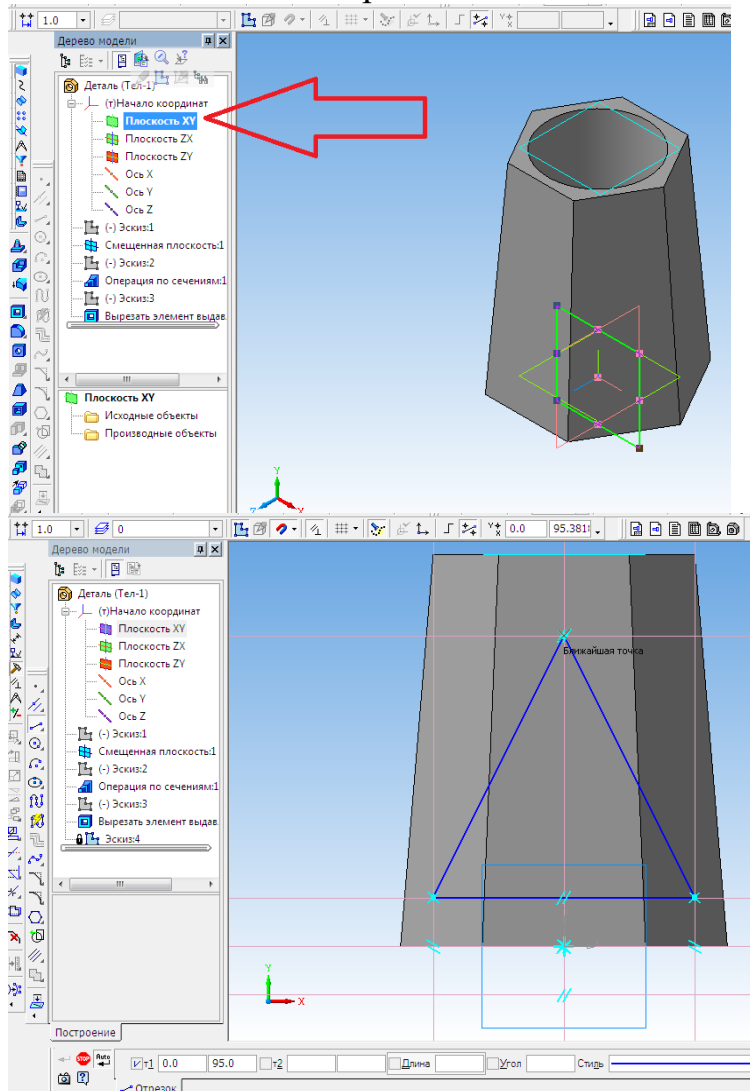 1.0
Дерево модели
Деталь (Тел-1)
(т)Начало координат
Плоскость XY
Плоскость ZX
Плоскость ZY
Ось X
Ось Y
Ось Z
(-) Эскиз:1
Смещенная плоскость:1
(-) Эскиз:2
Операция по сечениям:1
(-) Эскиз:3
Вырезать элемент выдав
Плоскость XY
Исходные объекты
Производные объекты
Y
Z X
1.0 0 0.0 95.381
Дерево модели
Деталь (Тел-1)
(т)Начало координат
Плоскость XY
Плоскость ZX
Плоскость ZY
Ось X
Ось Y
Ось Z
(-) Эскиз:1
Смещенная плоскость:1
(-) Эскиз:2
Операция по сечениям:1
(-) Эскиз:3
Вырезать элемент выдав
Эскиз:4
Ближайшая точка
Y
X
Построение
STOP Auto т1 0.0 95.0 т2 Длина Угол Стиль
Отрезок